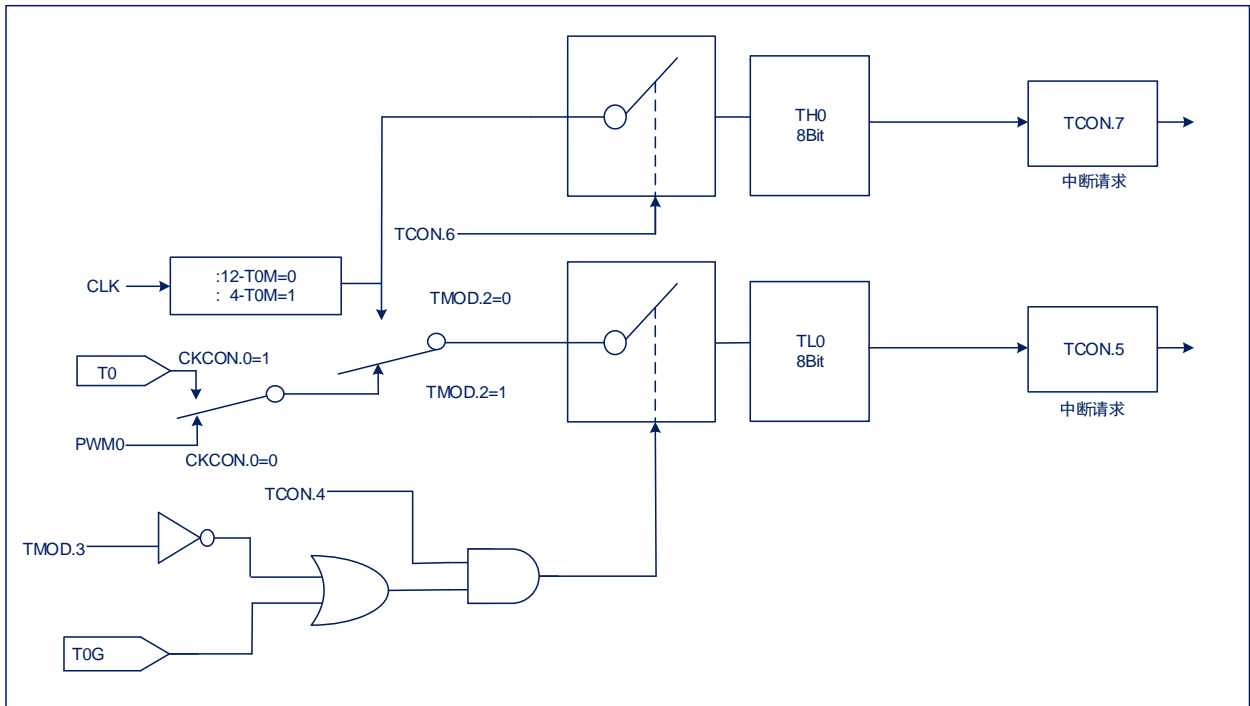 TH0
8Bit
TCON.7
中断请求
TCON.6
CLK
:12-T0M=0
: 4-T0M=1
TMOD.2=0
TL0
8Bit
TCON.5
中断请求
T0
CKCON.0=1
TMOD.2=1
PWM0
CKCON.0=0
TCON.4
TMOD.3
T0G